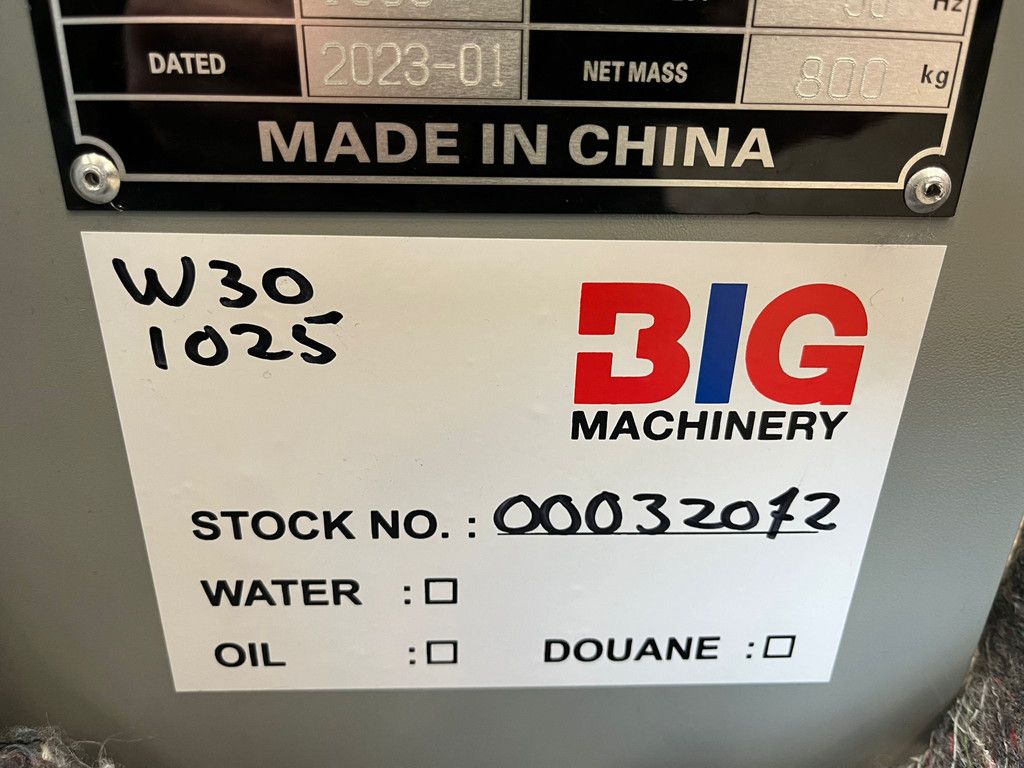 Hz
DATED 2023-01 NET MASS 800 kg
MADE IN CHINA
W30
1025
BIG
MACHINERY
STOCK NO. : 00032072
WATER :☐
OIL :☐ DOUANE :☐